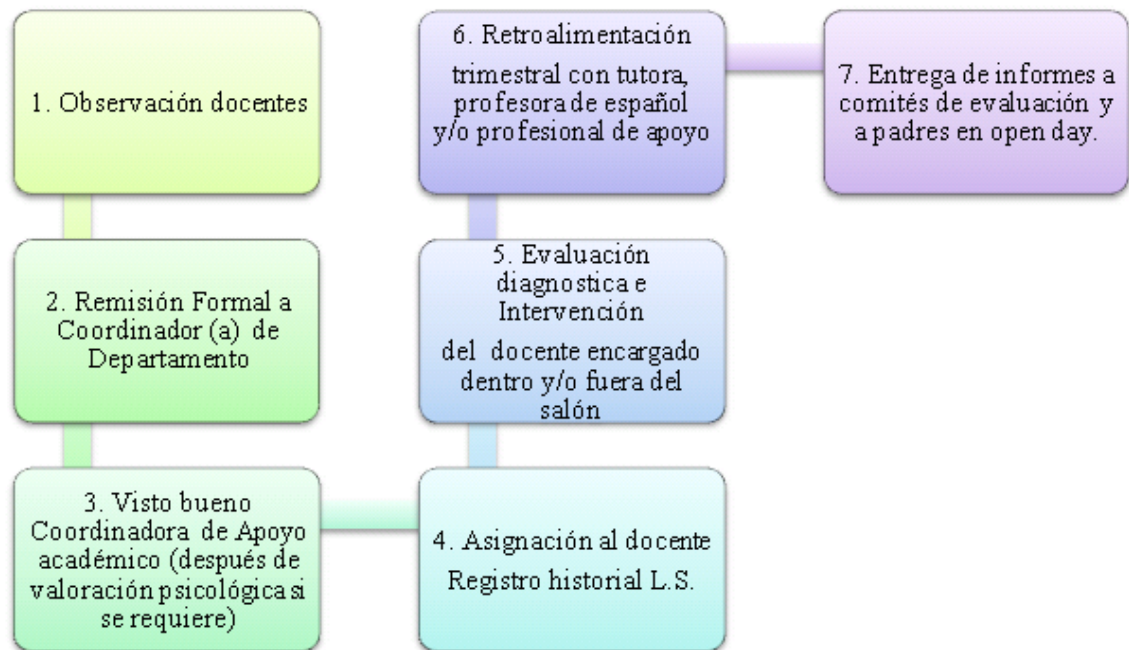 1. Observación docentes
2. Remisión Formal a
Coordinador (a) de
Departamento
3. Visto bueno
Coordinadora de Apoyo
académico (después de
valoración psicológica si
se requiere)
4. Asignación al docente
Registro historial L.S.
5. Evaluación
diagnostica e
Intervención
del docente encargado
dentro y/o fuera del
salón
6. Retroalimentación
trimestral con tutora,
profesora de español
y/o profesional de apoyo
7. Entrega de informes a
comités de evaluación y
a padres en open day.